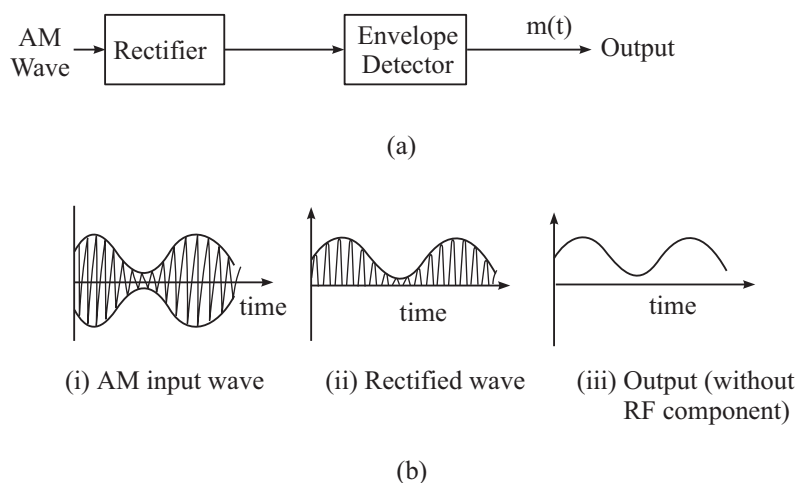 AM
Wave
Rectifier
Envelope
Detector
m(t)
Output
(a)
time
time
time
(i) AM input wave
(ii) Rectified wave
(iii) Output (without
RF component)
(b)